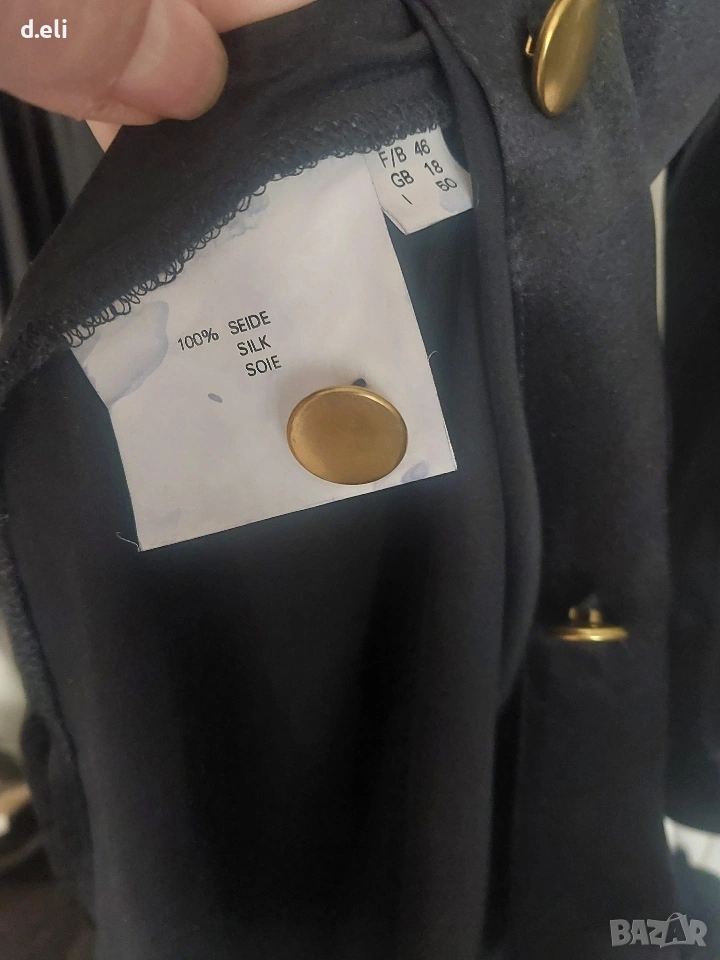 d.eli
F/B 46
GB 18
I 50
100% SEIDE
SILK
SOIE
BAZAR